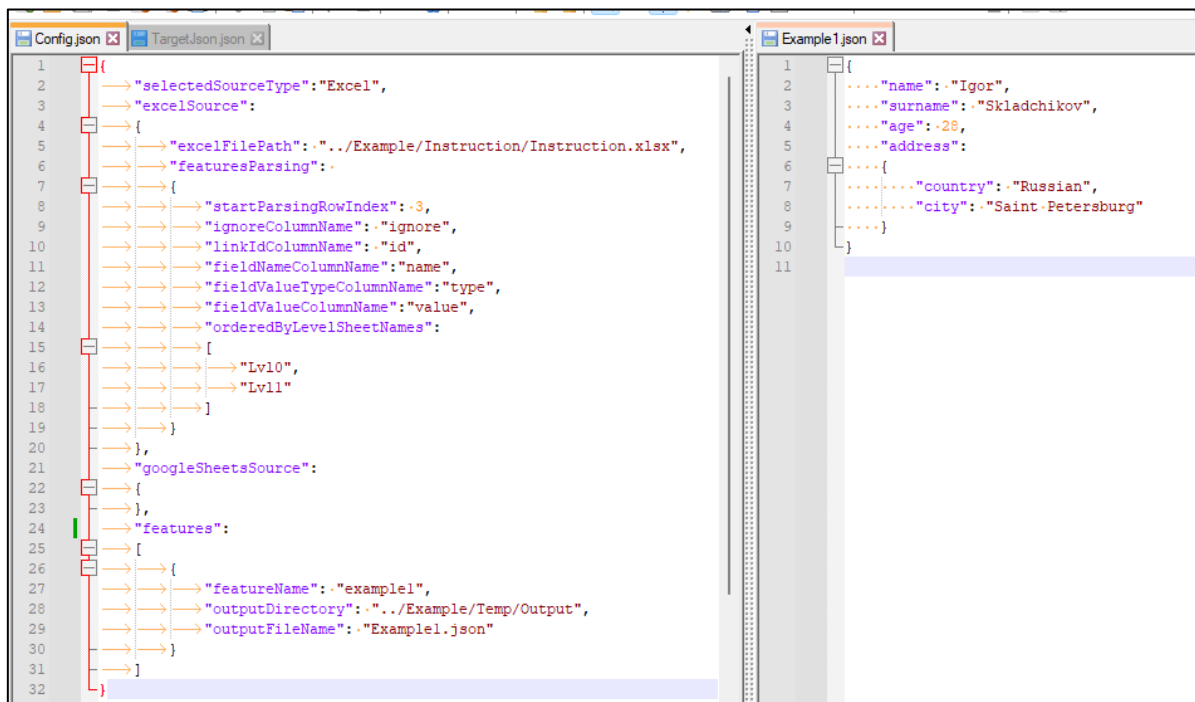 Config.json
TargetJson.json
1 {
2 "selectedSourceType":"Excel",
3 "excelSource":
4 {
5 "excelFilePath": "../Example/Instruction/Instruction.xlsx",
6 "featuresParsing":
7 {
8 "startParsingRowIndex": 3,
9 "ignoreColumnName": "ignore",
10 "linkIdColumnName": "id",
11 "fieldNameColumnName":"name",
12 "fieldValueTypeColumnName":"type",
13 "fieldValueColumnName":"value",
14 "orderedByLevelSheetNames":
15 [
16 "Lvl0",
17 "Lvl1"
18 ]
19 }
20 },
21 "googleSheetsSource":
22 {
23 },
24 "features":
25 [
26 {
27 "featureName": "example1",
28 "outputDirectory": "../Example/Temp/Output",
29 "outputFileName": "Example1.json"
30 }
31 ]
32 }
Example1.json
1 {
2 "name": "Igor",
3 "surname": "Skladchikov",
4 "age": 28,
5 "address":
6 {
7 "country": "Russian",
8 "city": "Saint Petersburg"
9 }
10 }
11